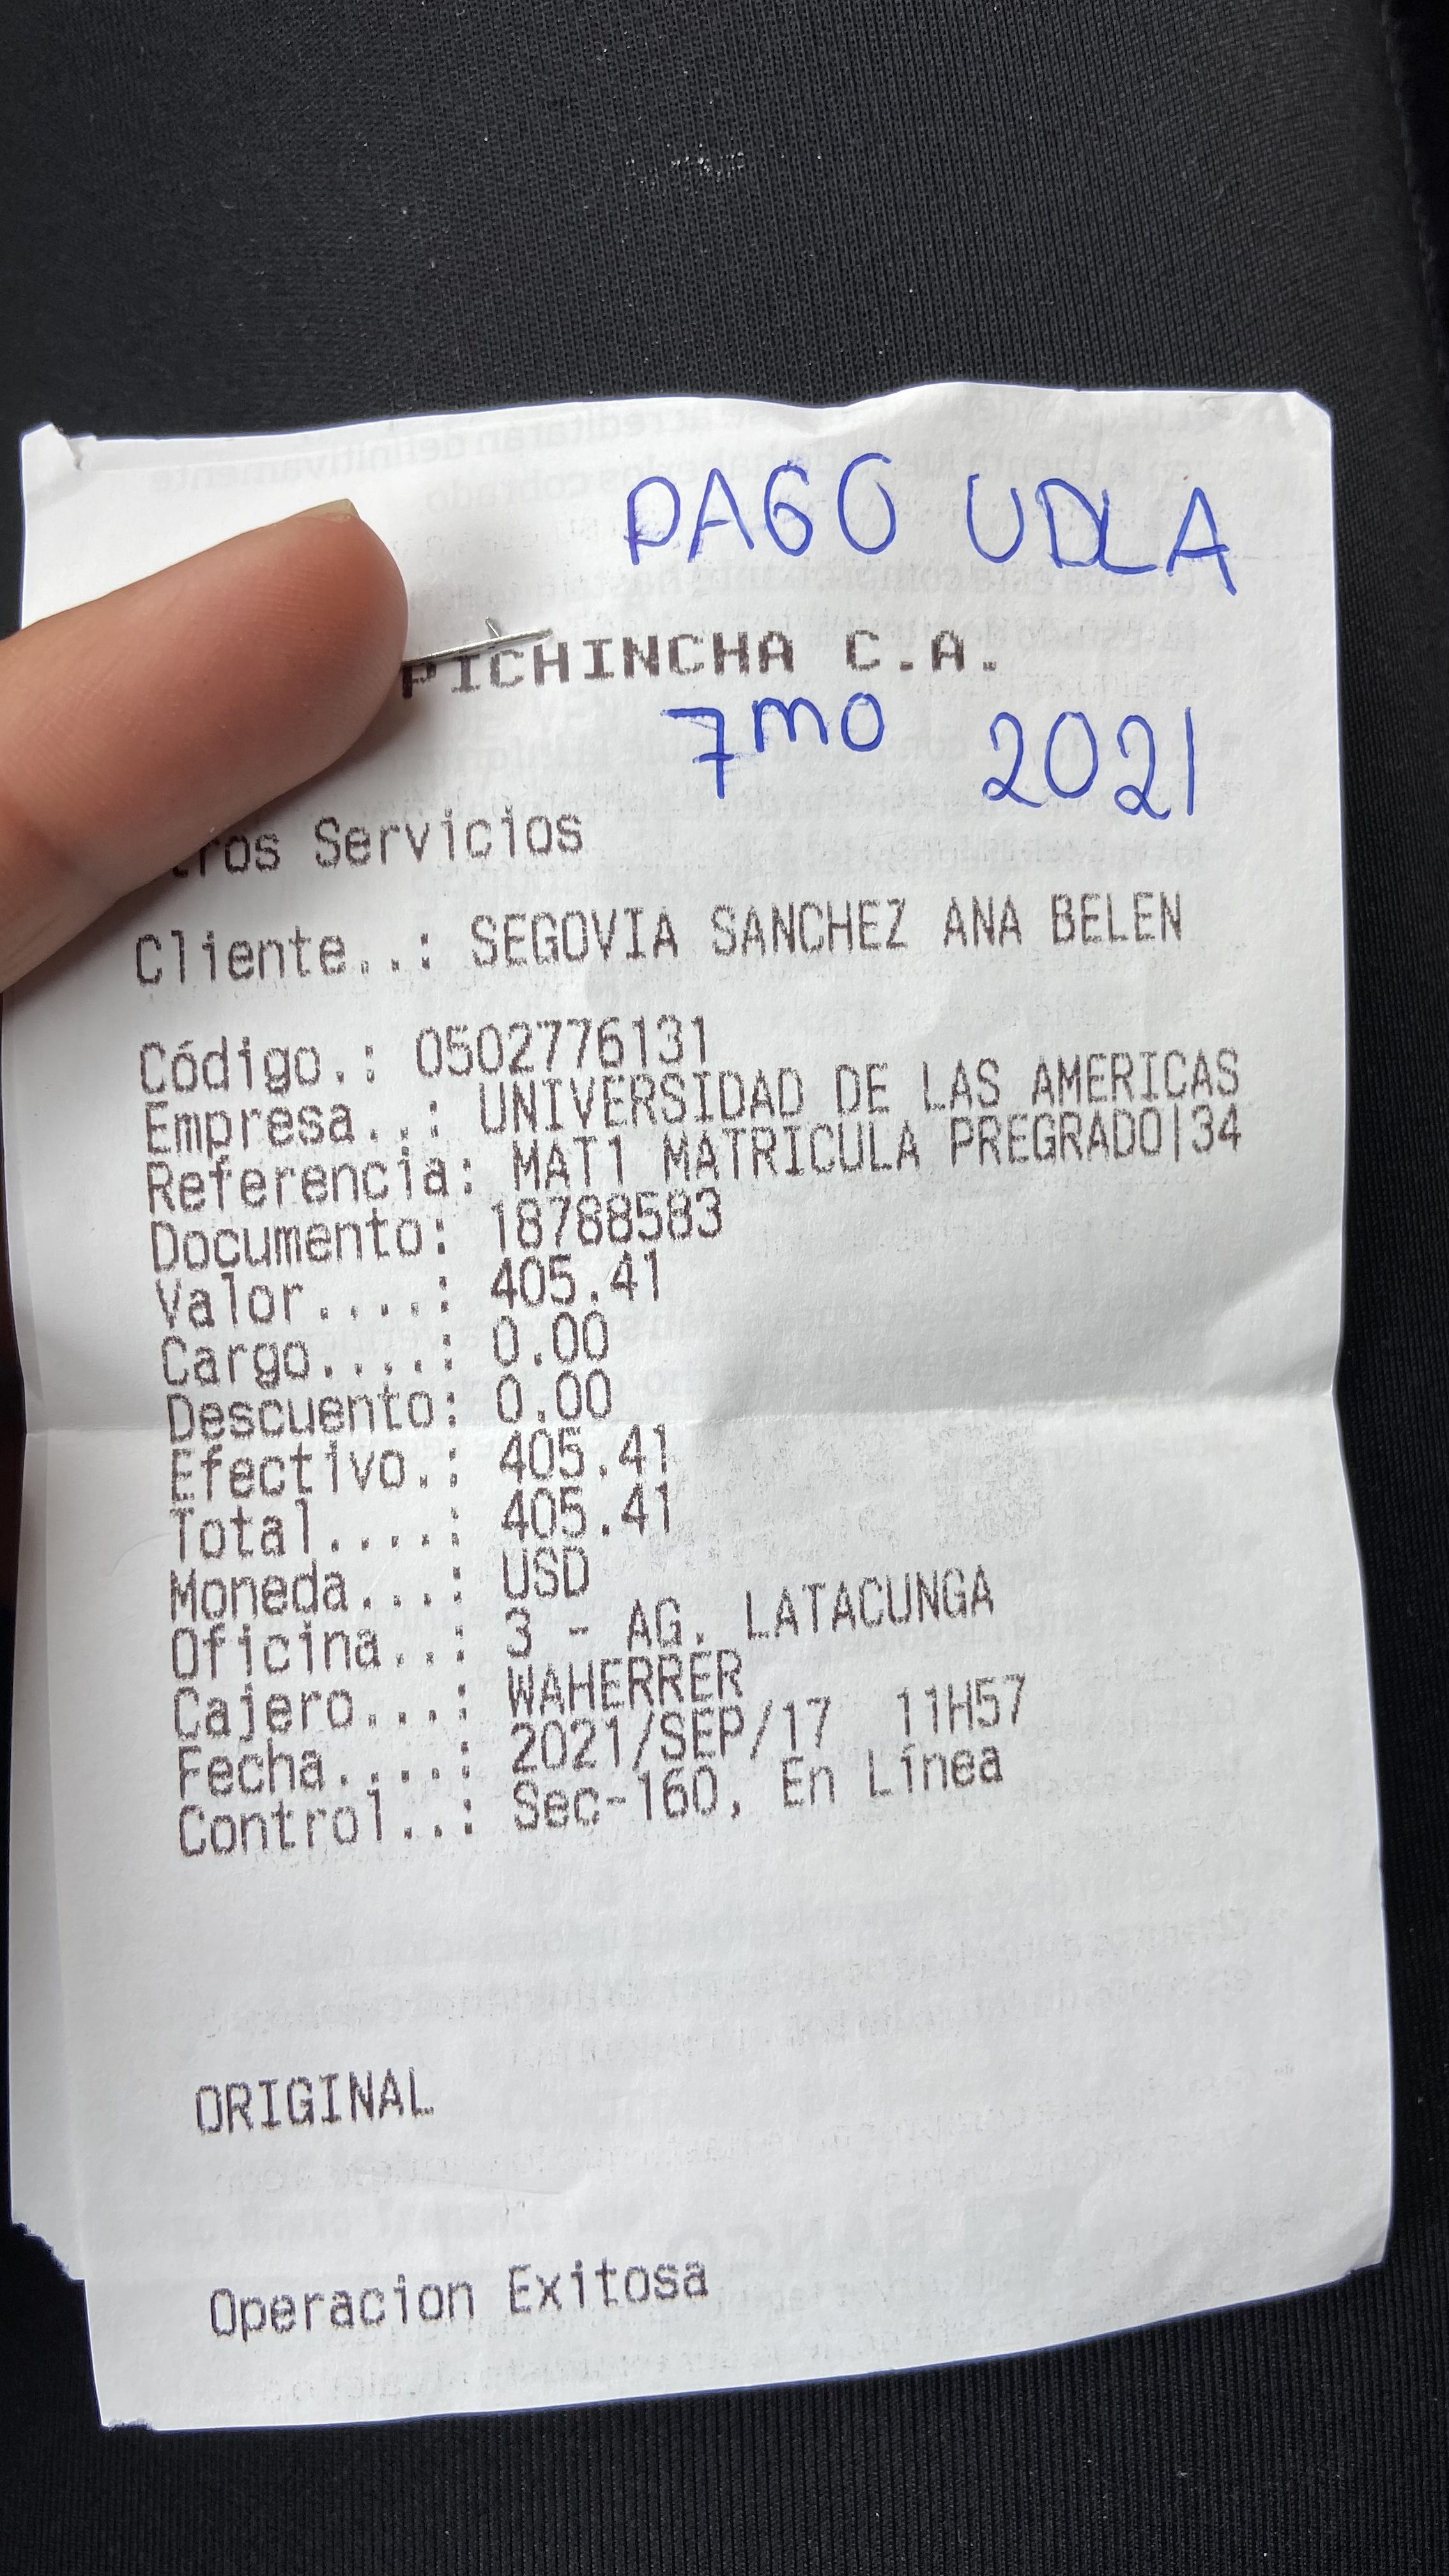 PAGO UDLA
PICHINCHA C.A.
7mo 2021
tros Servicios
Cliente..: SEGOVIA SANCHEZ ANA BELEN
Código.: 0502776131
Empresa..: UNIVERSIDAD DE LAS AMERICAS
Referencia: MAT1 MATRICULA PREGRADO|34
Documento: 18788583
Valor....: 405.41
Cargo....: 0.00
Descuento: 0.00
Efectivo.: 405.41
Total....: 405.41
Moneda...: USD
Oficina..: 3 - AG. LATACUNGA
Cajero...: WAHERRER
Fecha....: 2021/SEP/17 11H57
Control..: Sec-160, En Línea
ORIGINAL
Operacion Exitosa